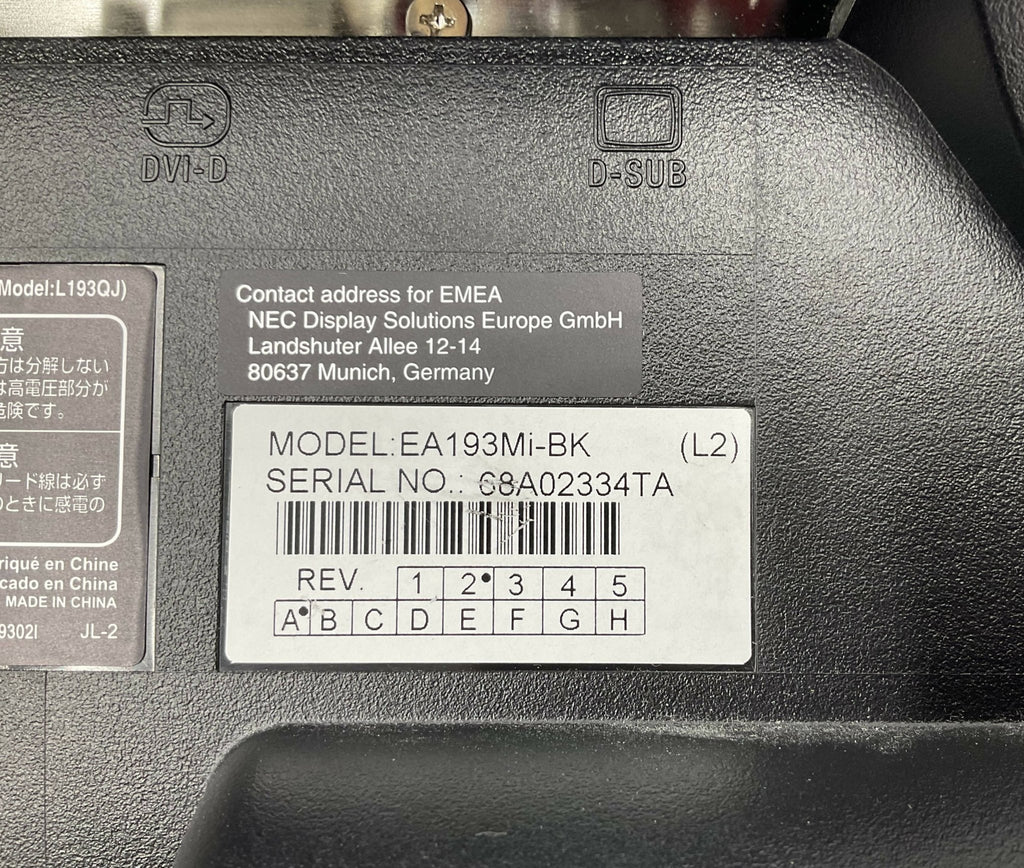 DVI-D
D-SUB
Model:L193QJ)
意
方は分解しない
は高電圧部分が
危険です。
意
リード線は必ず
のときに感電の
riqué en Chine
cado en China
MADE IN CHINA
9302I JL-2
Contact address for EMEA
NEC Display Solutions Europe GmbH
Landshuter Allee 12-14
80637 Munich, Germany
MODEL:EA193Mi-BK (L2)
SERIAL NO.: 68A02334TA
REV. 1 2 3 4 5
A B C D E F G H